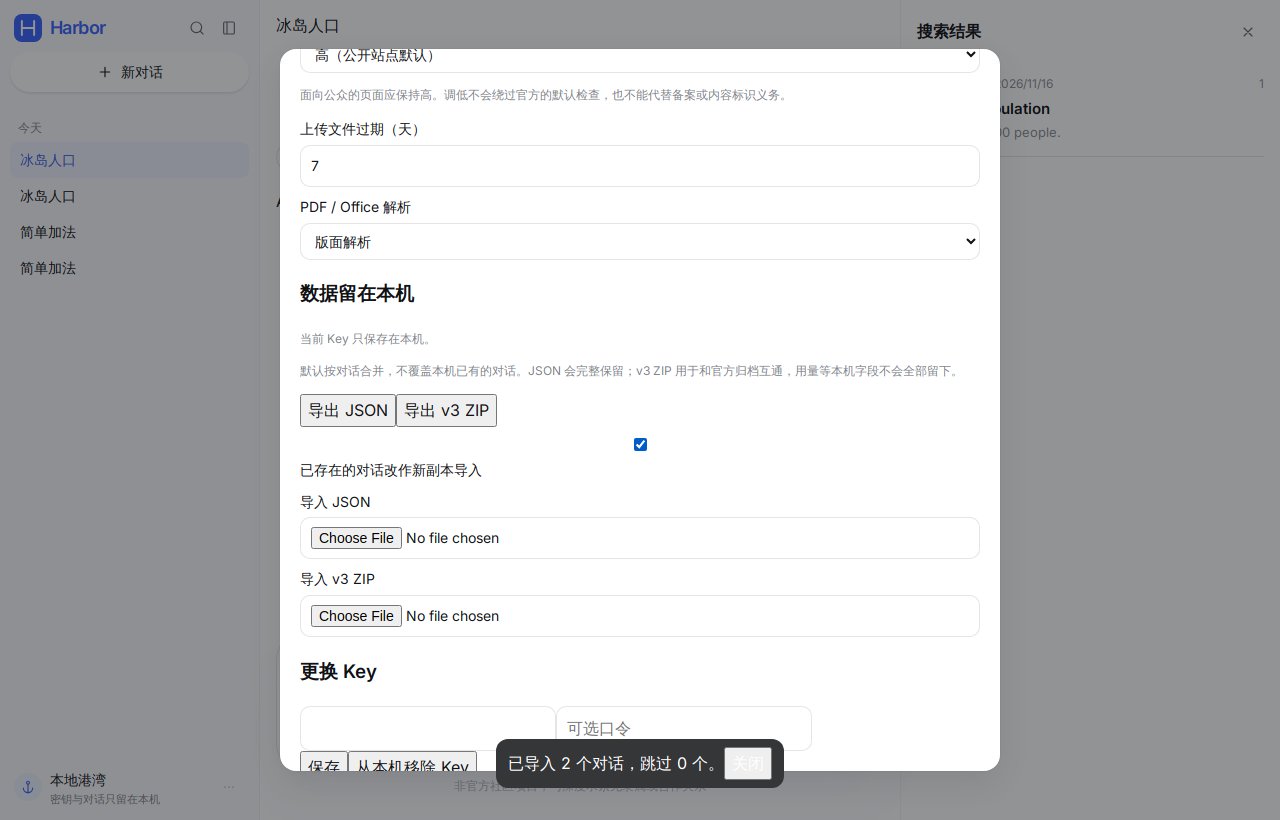 Harbor
新对话
今天
冰岛人口
冰岛人口
简单加法
简单加法
本地港湾
密钥与对话只留在本机
冰岛人口
高（公开站点默认）
面向公众的页面应保持高。调低不会绕过官方的默认检查，也不能代替备案或内容标识义务。
上传文件过期（天）
7
PDF / Office 解析
版面解析
数据留在本机
当前 Key 只保存在本机。
默认按对话合并，不覆盖本机已有的对话。JSON 会完整保留；v3 ZIP 用于和官方归档互通，用量等本机字段不会全部留下。
导出 JSON 导出 v3 ZIP
已存在的对话改作新副本导入
导入 JSON
Choose File No file chosen
导入 v3 ZIP
Choose File No file chosen
更换 Key
可选口令
保存 从本机移除 Key
已导入 2 个对话，跳过 0 个。 关闭
搜索结果
026/11/16 1
people.